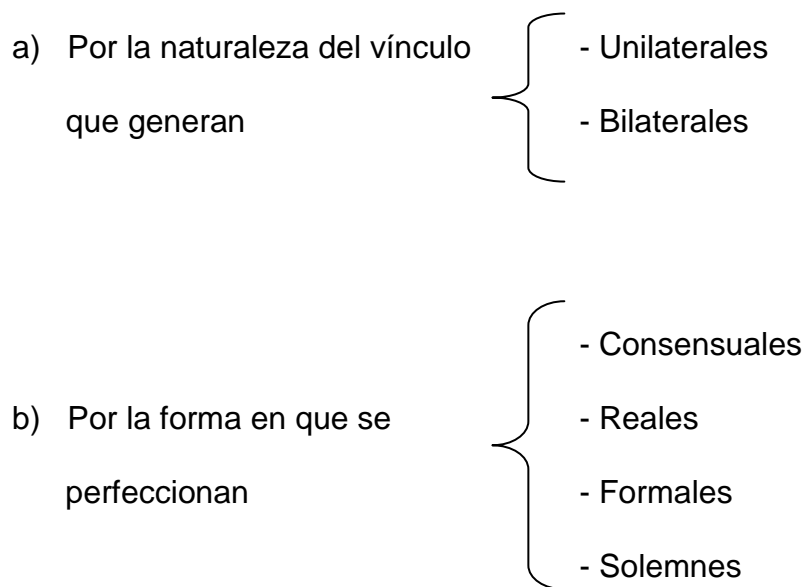 a) Por la naturaleza del vínculo
que generan
- Unilaterales
- Bilaterales
b) Por la forma en que se
perfeccionan
- Consensuales
- Reales
- Formales
- Solemnes